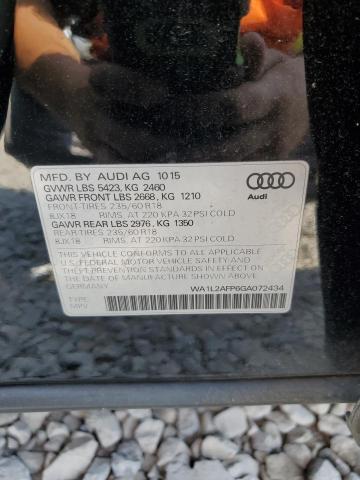 MFD. BY AUDI AG 10 15
GVWR LBS 5423, KG 2460
GAWR FRONT LBS 2668, KG 1210
FRONT-TIRES 235/60 R18
8JX18 RIMS, AT 220 KPA 32 PSI COLD
GAWR REAR LBS 2976, KG 1350
REAR-TIRES 235/60 R18
8JX18 RIMS, AT 220 KPA 32 PSI COLD
Audi
THIS VEHICLE CONFORMS TO ALL APPLICABLE
U.S. FEDERAL MOTOR VEHICLE SAFETY, BUMPER,
AND THEFT PREVENTION STANDARDS IN EFFECT
ON THE DATE OF MANUFACTURE SHOWN ABOVE
WA1L2AFP6GA072434
TYPE:
MPV
GERMANY